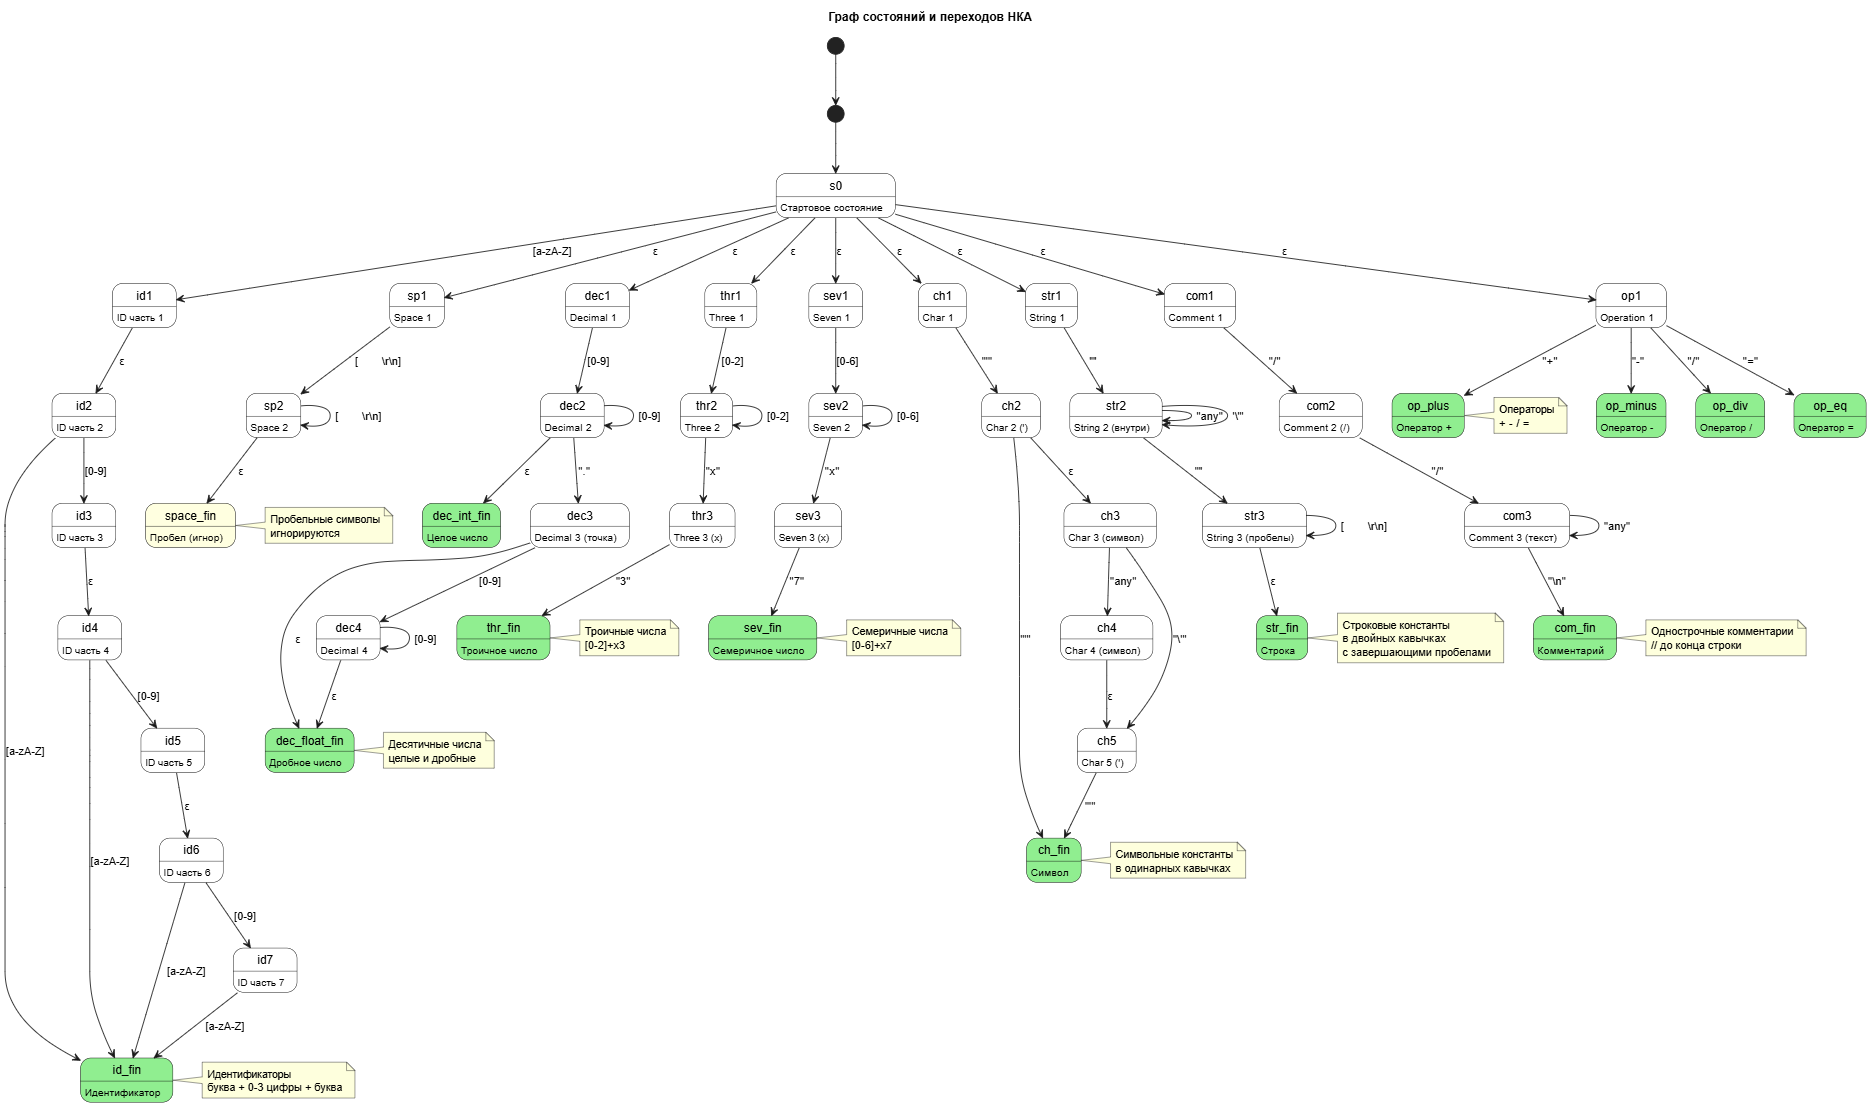 Граф состояний и переходов НКА
s0
Стартовое состояние
[a-zA-Z]
ε
ε
ε
ε
ε
ε
ε
ε
id1
ID часть 1
sp1
Space 1
dec1
Decimal 1
thr1
Three 1
sev1
Seven 1
ch1
Char 1
str1
String 1
com1
Comment 1
op1
Operation 1
ε
[ \r\n]
[0-9]
[0-2]
[0-6]
"'"
""
"/"
"+"
"-"
"/"
"="
id2
ID часть 2
sp2
Space 2
[ \r\n]
dec2
Decimal 2
[0-9]
thr2
Three 2
[0-2]
sev2
Seven 2
[0-6]
ch2
Char 2 (')
str2
String 2 (внутри)
"any"
"\'"
com2
Comment 2 (/)
op_plus
Оператор +
Операторы
+ - / =
op_minus
Оператор -
op_div
Оператор /
op_eq
Оператор =
[0-9]
ε
ε
"."
"x"
"x"
ε
""
"/"
id3
ID часть 3
space_fin
Пробел (игнор)
Пробельные символы
игнорируются
dec_int_fin
Целое число
dec3
Decimal 3 (точка)
thr3
Three 3 (x)
sev3
Seven 3 (x)
ch3
Char 3 (символ)
str3
String 3 (пробелы)
[ \r\n]
com3
Comment 3 (текст)
"any"
ε
[0-9]
"3"
"7"
"any"
ε
"\n"
id4
ID часть 4
ε
dec4
Decimal 4
[0-9]
thr_fin
Троичное число
Троичные числа
[0-2]+x3
sev_fin
Семеричное число
Семеричные числа
[0-6]+x7
"'"
ch4
Char 4 (символ)
"\'"
str_fin
Строка
Строковые константы
в двойных кавычках
с завершающими пробелами
com_fin
Комментарий
Однострочные комментарии
// до конца строки
[0-9]
ε
ε
[a-zA-Z]
id5
ID часть 5
dec_float_fin
Дробное число
Десятичные числа
целые и дробные
ch5
Char 5 (')
ε
"'"
id6
ID часть 6
[a-zA-Z]
ch_fin
Символ
Символьные константы
в одинарных кавычках
[0-9]
[a-zA-Z]
id7
ID часть 7
[a-zA-Z]
id_fin
Идентификатор
Идентификаторы
буква + 0-3 цифры + буква